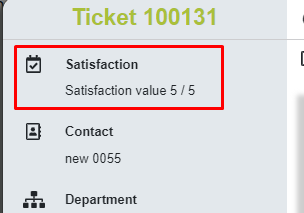 Ticket 100131
Satisfaction
Satisfaction value 5 / 5
Contact
new 0055
Department